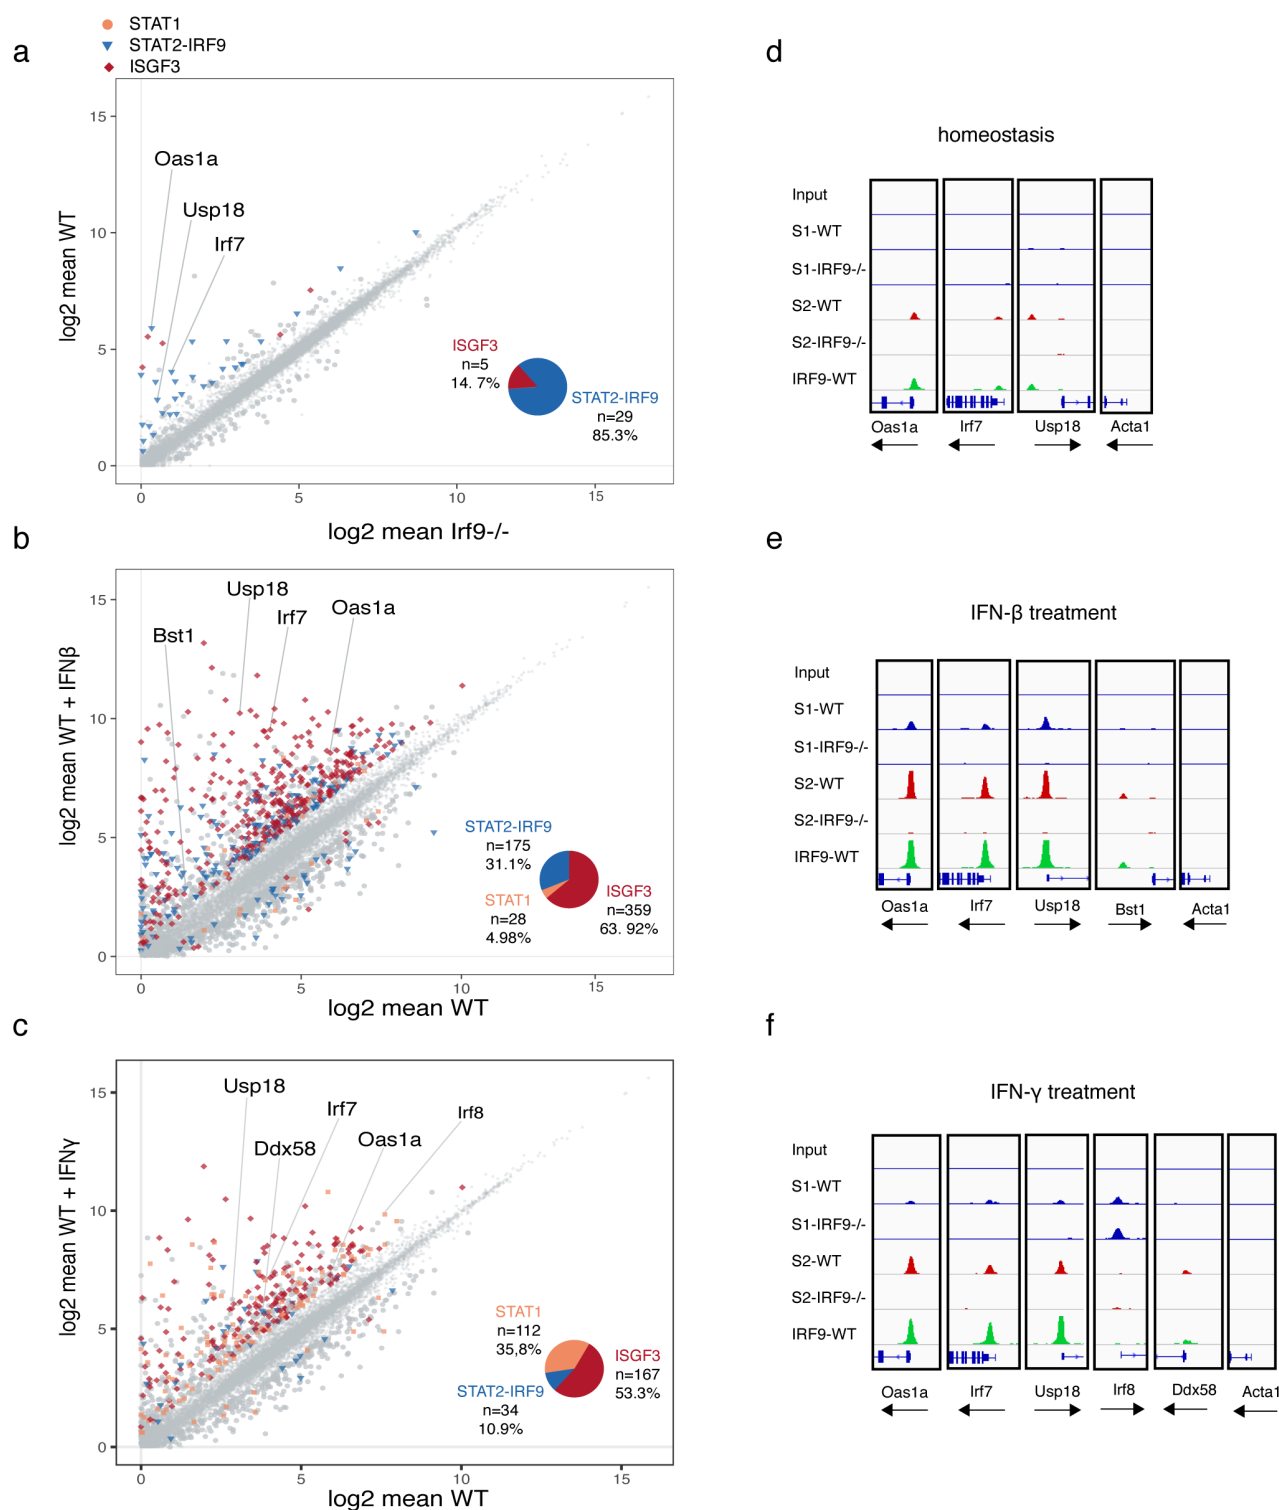 STAT1
STAT2-IRF9
ISGF3
a
15
10
5
0
0
5
10
15
log2 mean WT
log2 mean Irf9-/-
Oas1a
Usp18
Irf7
ISGF3
n=5
14. 7%
STAT2-IRF9
n=29
85.3%
b
15
10
5
0
0
5
10
15
log2 mean WT + IFNβ
log2 mean WT
Usp18
Irf7
Oas1a
Bst1
STAT2-IRF9
n=175
31.1%
STAT1
n=28
4.98%
ISGF3
n=359
63. 92%
c
15
10
5
0
0
5
10
15
log2 mean WT + IFNγ
log2 mean WT
Usp18
Irf7
Irf8
Ddx58
Oas1a
STAT1
n=112
35,8%
ISGF3
n=167
53.3%
STAT2-IRF9
n=34
10.9%
d
homeostasis
Input
S1-WT
S1-IRF9-/-
S2-WT
S2-IRF9-/-
IRF9-WT
Oas1a Irf7 Usp18 Acta1
e
IFN-β treatment
Input
S1-WT
S1-IRF9-/-
S2-WT
S2-IRF9-/-
IRF9-WT
Oas1a Irf7 Usp18 Bst1 Acta1
f
IFN-γ treatment
Input
S1-WT
S1-IRF9-/-
S2-WT
S2-IRF9-/-
IRF9-WT
Oas1a Irf7 Usp18 Irf8 Ddx58 Acta1